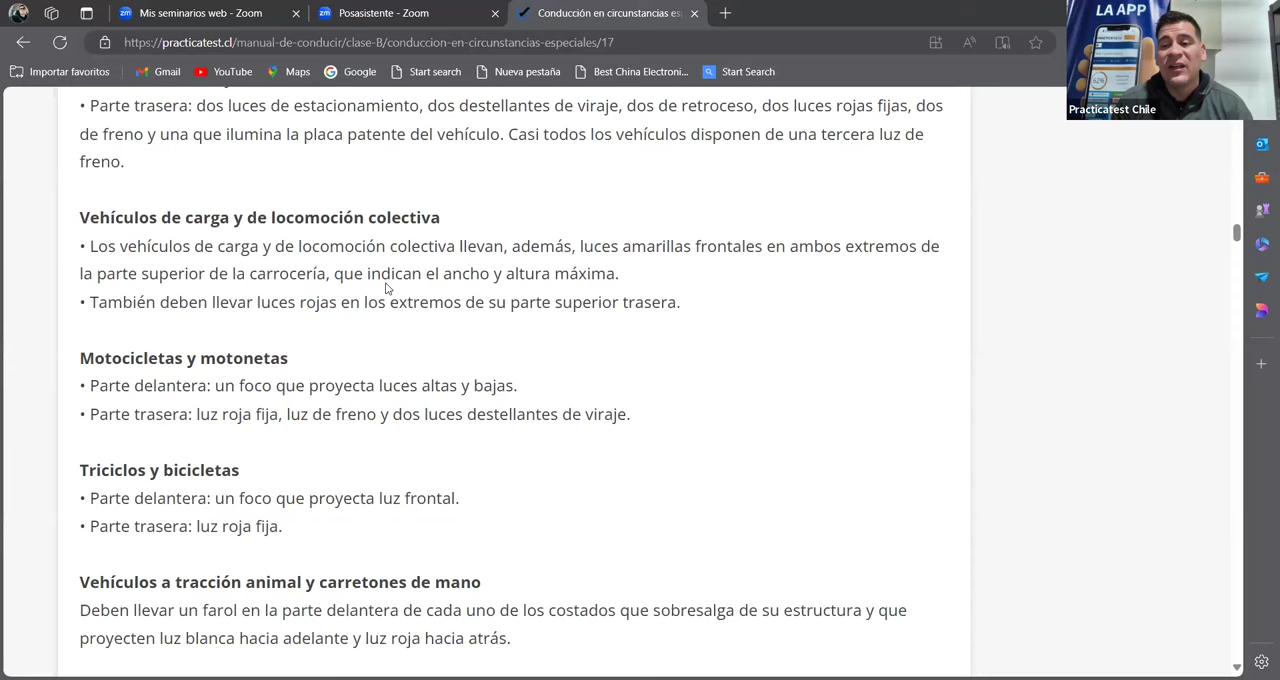 Mis seminarios web - Zoom
Posasistente - Zoom
Conducción en circunstancias es
https://practicatest.cl/manual-de-conducir/clase-B/conduccion-en-circunstancias-especiales/17
Importar favoritos
Gmail
YouTube
Maps
Google
Start search
Nueva pestaña
Best China Electroni...
Start Search
LA APP
Practicatest Chile
• Parte trasera: dos luces de estacionamiento, dos destellantes de viraje, dos de retroceso, dos luces rojas fijas, dos
de freno y una que ilumina la placa patente del vehículo. Casi todos los vehículos disponen de una tercera luz de
freno.
Vehículos de carga y de locomoción colectiva
• Los vehículos de carga y de locomoción colectiva llevan, además, luces amarillas frontales en ambos extremos de
la parte superior de la carrocería, que indican el ancho y altura máxima.
• También deben llevar luces rojas en los extremos de su parte superior trasera.
Motocicletas y motonetas
• Parte delantera: un foco que proyecta luces altas y bajas.
• Parte trasera: luz roja fija, luz de freno y dos luces destellantes de viraje.
Triciclos y bicicletas
• Parte delantera: un foco que proyecta luz frontal.
• Parte trasera: luz roja fija.
Vehículos a tracción animal y carretones de mano
Deben llevar un farol en la parte delantera de cada uno de los costados que sobresalga de su estructura y que
proyecten luz blanca hacia adelante y luz roja hacia atrás.